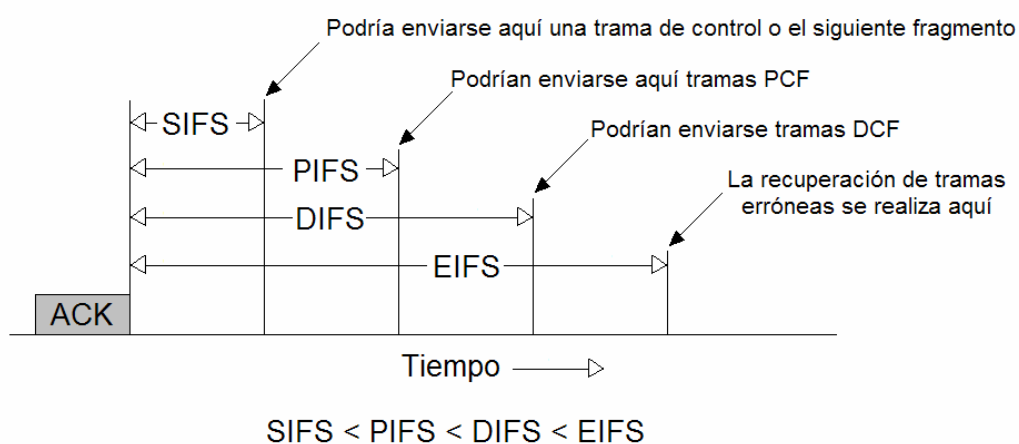 Podría enviarse aquí una trama de control o el siguiente fragmento
Podrían enviarse aquí tramas PCF
SIFS
Podrían enviarse tramas DCF
PIFS
La recuperación de tramas
erróneas se realiza aquí
DIFS
EIFS
ACK
Tiempo
SIFS < PIFS < DIFS < EIFS